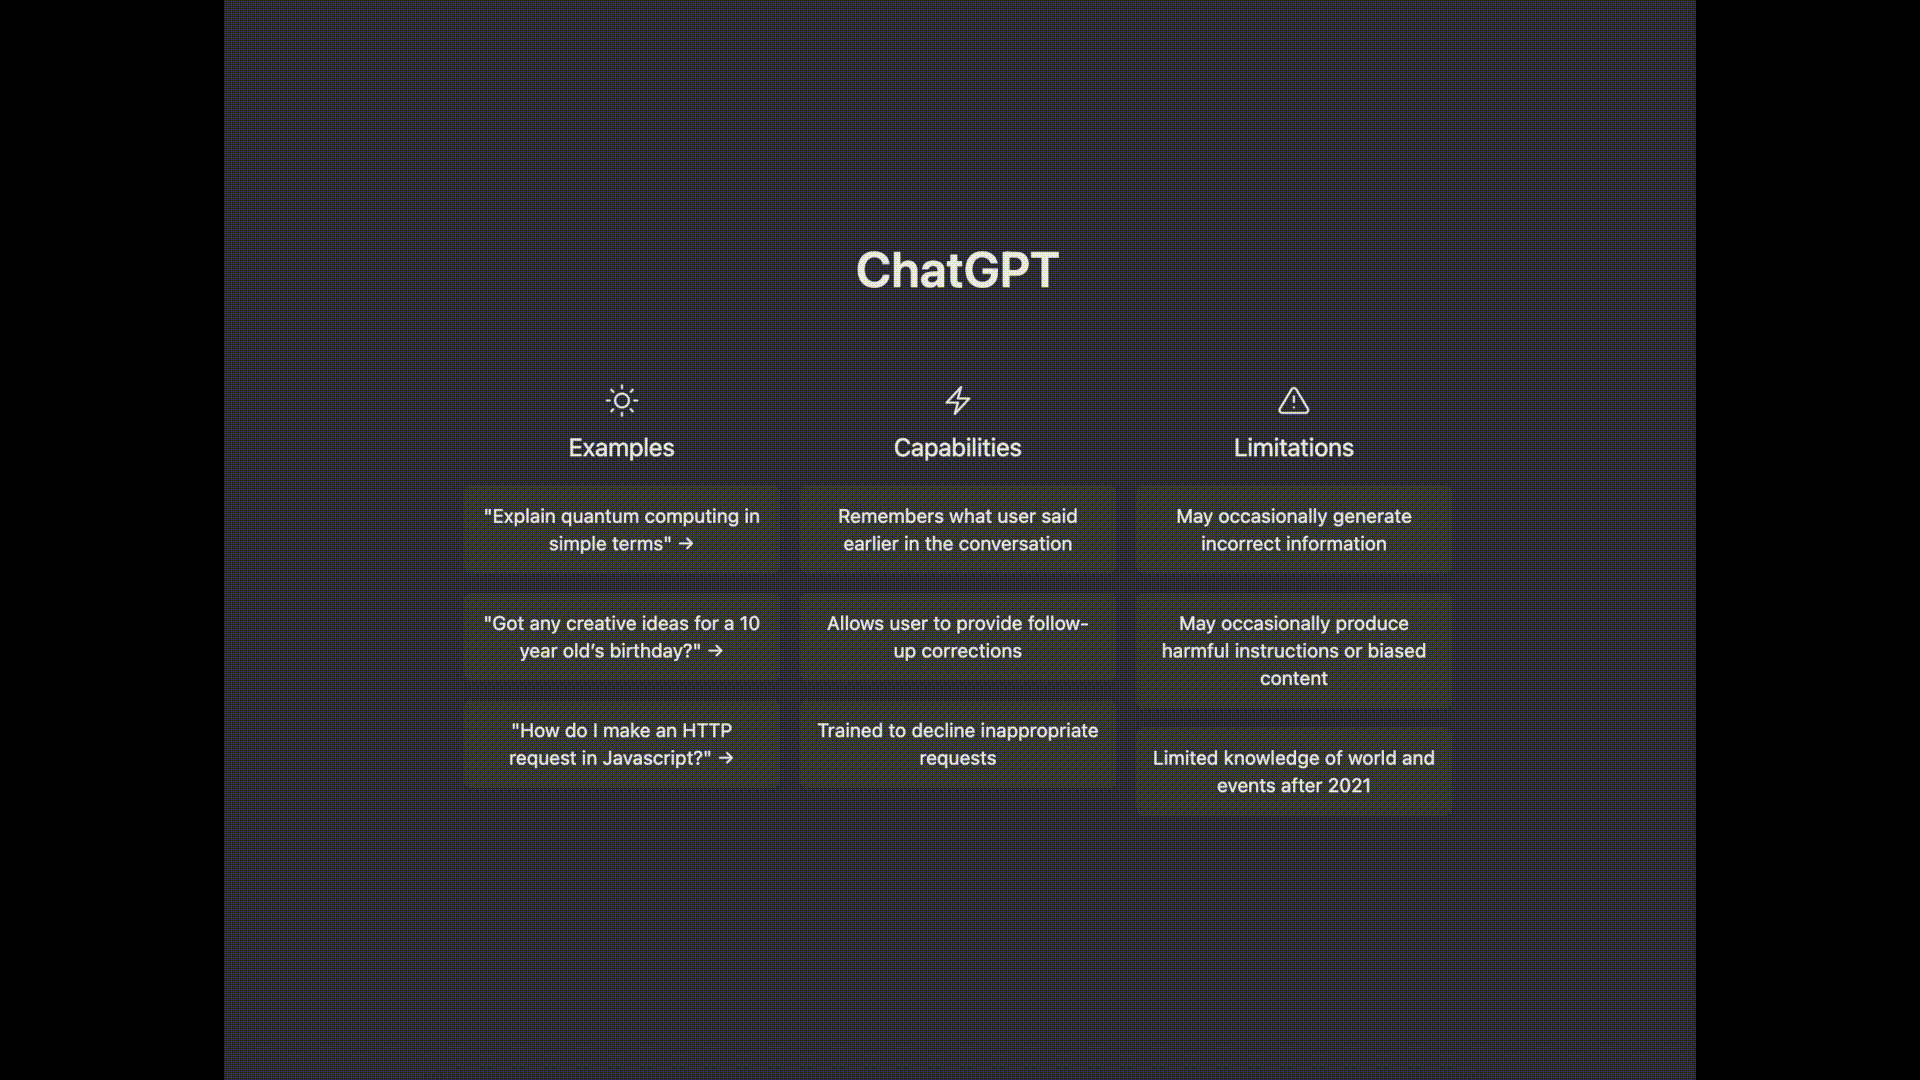 ChatGPT
Examples
"Explain quantum computing in
simple terms" →
"Got any creative ideas for a 10
year old’s birthday?" →
"How do I make an HTTP
request in Javascript?" →
Capabilities
Remembers what user said
earlier in the conversation
Allows user to provide follow-
up corrections
Trained to decline inappropriate
requests
Limitations
May occasionally generate
incorrect information
May occasionally produce
harmful instructions or biased
content
Limited knowledge of world and
events after 2021